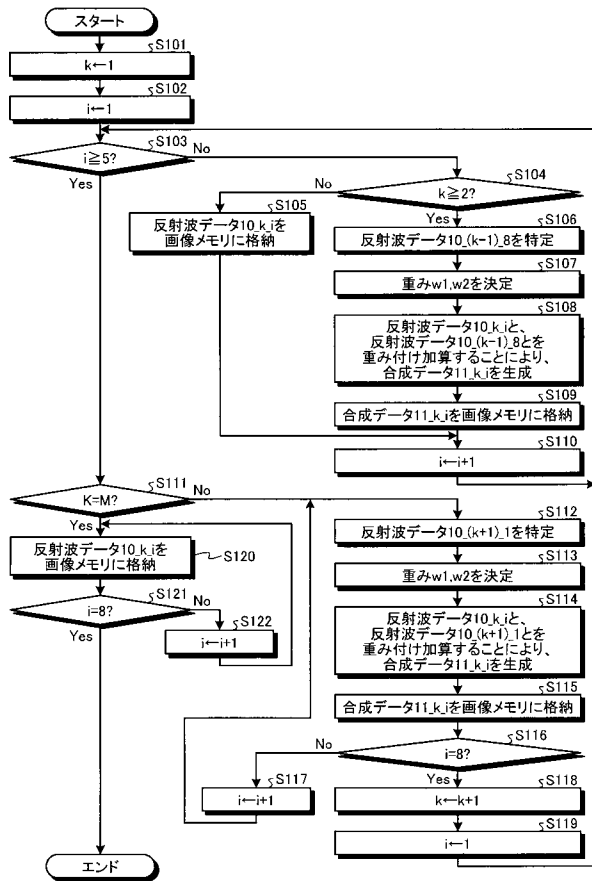 スタート
S101
k←1
S102
i←1
S103
i≧5?
No
Yes
S104
k≧2?
No
Yes
S105
反射波データ10_k_iを
画像メモリに格納
S106
反射波データ10_(k−1)_8を特定
S107
重みw1,w2を決定
S108
反射波データ10_k_iと、
反射波データ10_(k−1)_8とを
重み付け加算することにより、
合成データ11_k_iを生成
S109
合成データ11_k_iを画像メモリに格納
S110
i←i+1
S111
K=M?
No
Yes
S112
反射波データ10_(k+1)_1を特定
S113
重みw1,w2を決定
S114
反射波データ10_k_iと、
反射波データ10_(k+1)_1とを
重み付け加算することにより、
合成データ11_k_iを生成
S115
合成データ11_k_iを画像メモリに格納
S116
i=8?
No
Yes
S117
i←i+1
S118
k←k+1
S119
i←1
反射波データ10_k_iを
画像メモリに格納
S120
S121
i=8?
No
Yes
S122
i←i+1
エンド